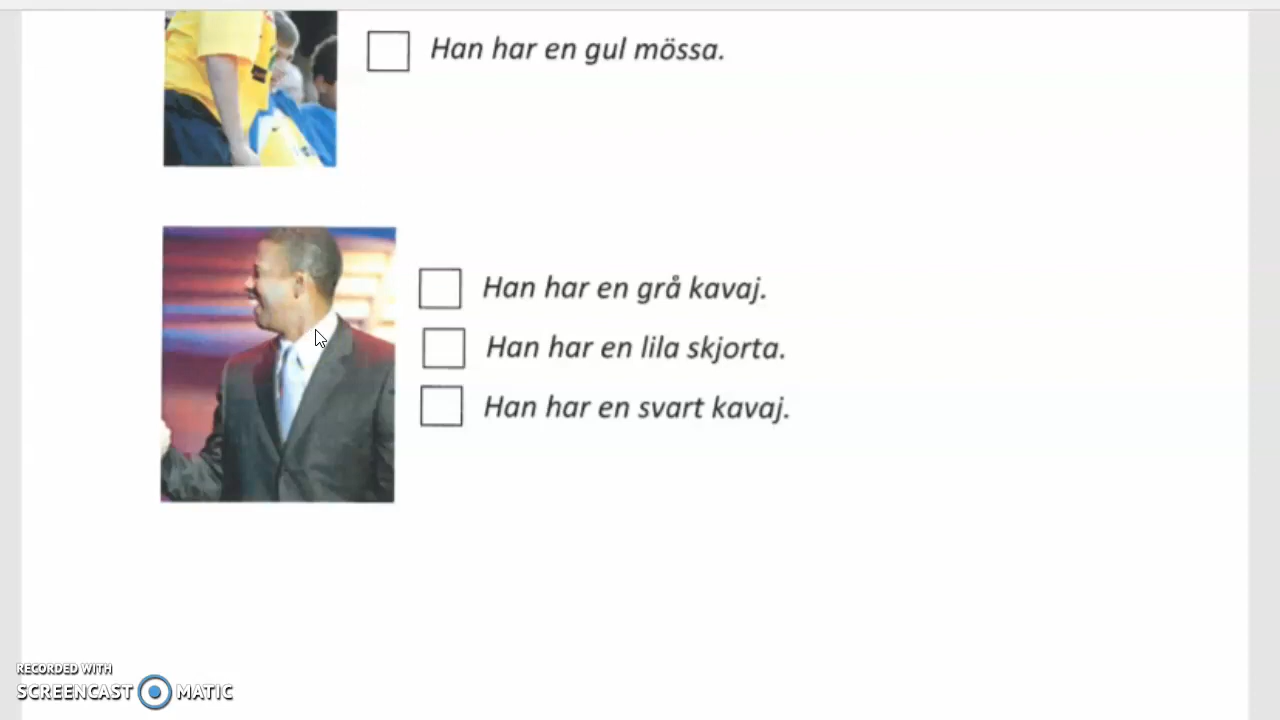 Han har en gul mössa.
Han har en grå kavaj.
Han har en lila skjorta.
Han har en svart kavaj.
RECORDED WITH
SCREENCAST MATIC